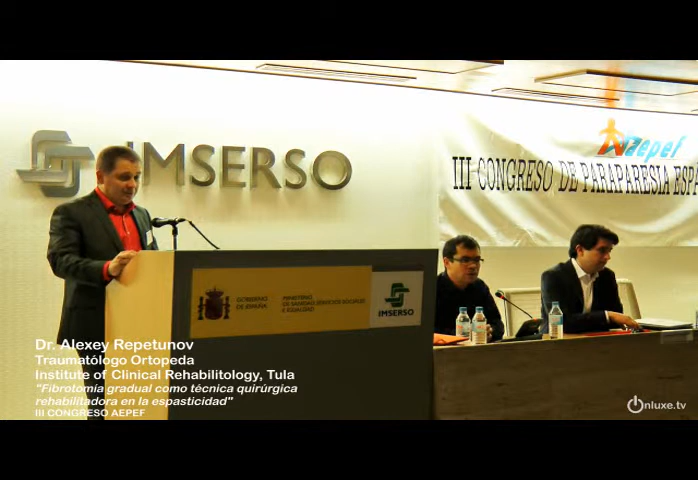 IMSERSO
aepef
III CONGRESO DE PARAPARESIA ESPA
GOBIERNO
DE ESPAÑA
MINISTERIO
DE SANIDAD, SERVICIOS SOCIALES
E IGUALDAD
IMSERSO
Dr. Alexey Repetunov
Traumatólogo Ortopeda
Institute of Clinical Rehabilitology, Tula
"Fibrotomía gradual como técnica quirúrgica
rehabilitadora en la espasticidad"
III CONGRESO AEPEF
onluxe.tv